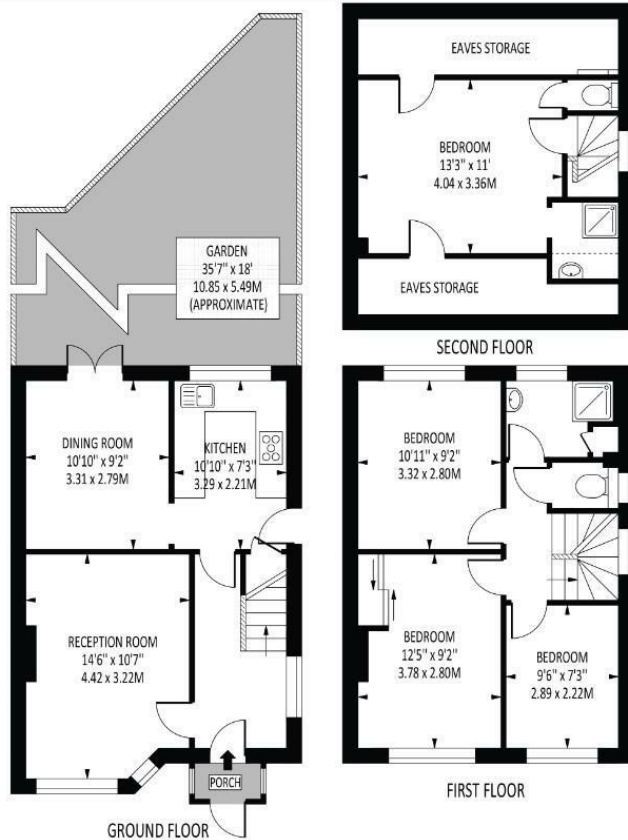 EAVES STORAGE
BEDROOM
13'3" x 11'
4.04 x 3.36M
EAVES STORAGE
SECOND FLOOR
GARDEN
35'7" x 18'
10.85 x 5.49M
(APPROXIMATE)
DINING ROOM
10'10" x 9'2"
3.31 x 2.79M
KITCHEN
10'10" x 7'3"
3.29 x 2.21M
RECEPTION ROOM
14'6" x 10'7"
4.42 x 3.22M
PORCH
GROUND FLOOR
BEDROOM
10'11" x 9'2"
3.32 x 2.80M
BEDROOM
12'5" x 9'2"
3.78 x 2.80M
BEDROOM
9'6" x 7'3"
2.89 x 2.22M
FIRST FLOOR